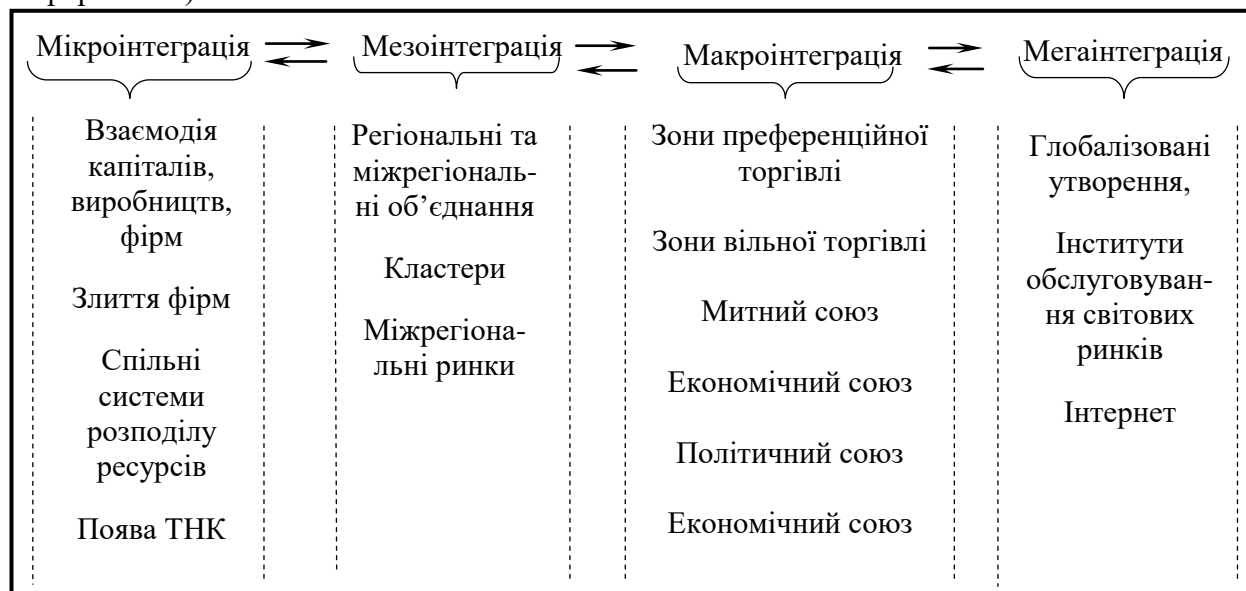 Мікроінтеграція
Мезоінтеграція
Макроінтеграція
Мегаінтеграція
Взаємодія
капіталів,
виробництв,
фірм
Злиття фірм
Спільні
системи
розподілу
ресурсів
Поява ТНК
Регіональні та
міжрегіональ-
ні об’єднання
Кластери
Міжрегіона-
льні ринки
Зони преференційної
торгівлі
Зони вільної торгівлі
Митний союз
Економічний союз
Політичний союз
Економічний союз
Глобалізовані
утворення,
Інститути
обслуговуван-
ня світових
ринків
Інтернет